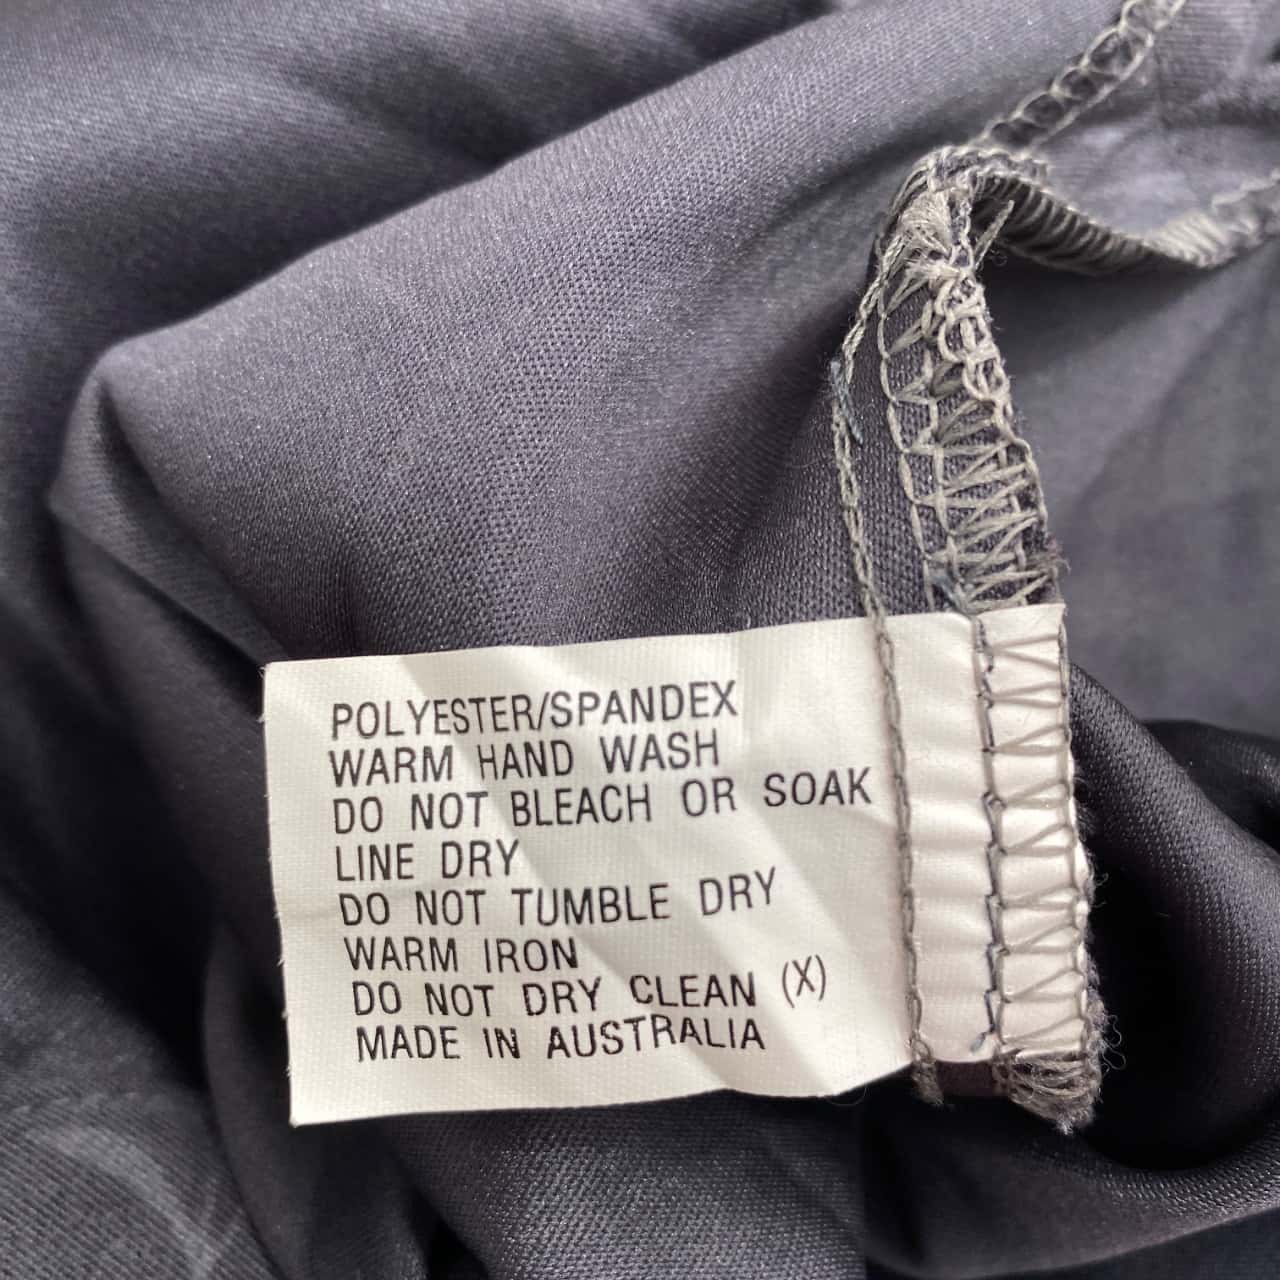 POLYESTER/SPANDEX
WARM HAND WASH
DO NOT BLEACH OR SOAK
LINE DRY
DO NOT TUMBLE DRY
WARM IRON
DO NOT DRY CLEAN (X)
MADE IN AUSTRALIA